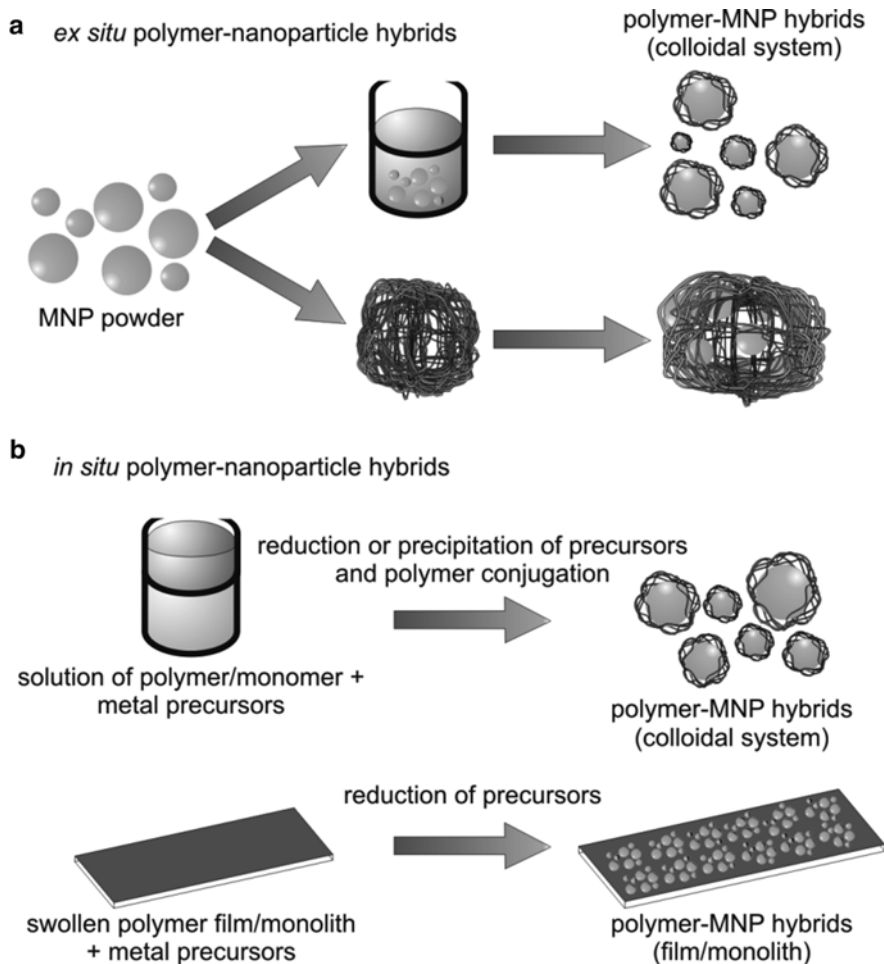 a
ex situ polymer-nanoparticle hybrids
polymer-MNP hybrids
(colloidal system)
MNP powder
b
in situ polymer-nanoparticle hybrids
reduction or precipitation of precursors
and polymer conjugation
solution of polymer/monomer +
metal precursors
polymer-MNP hybrids
(colloidal system)
reduction of precursors
swollen polymer film/monolith
+ metal precursors
polymer-MNP hybrids
(film/monolith)